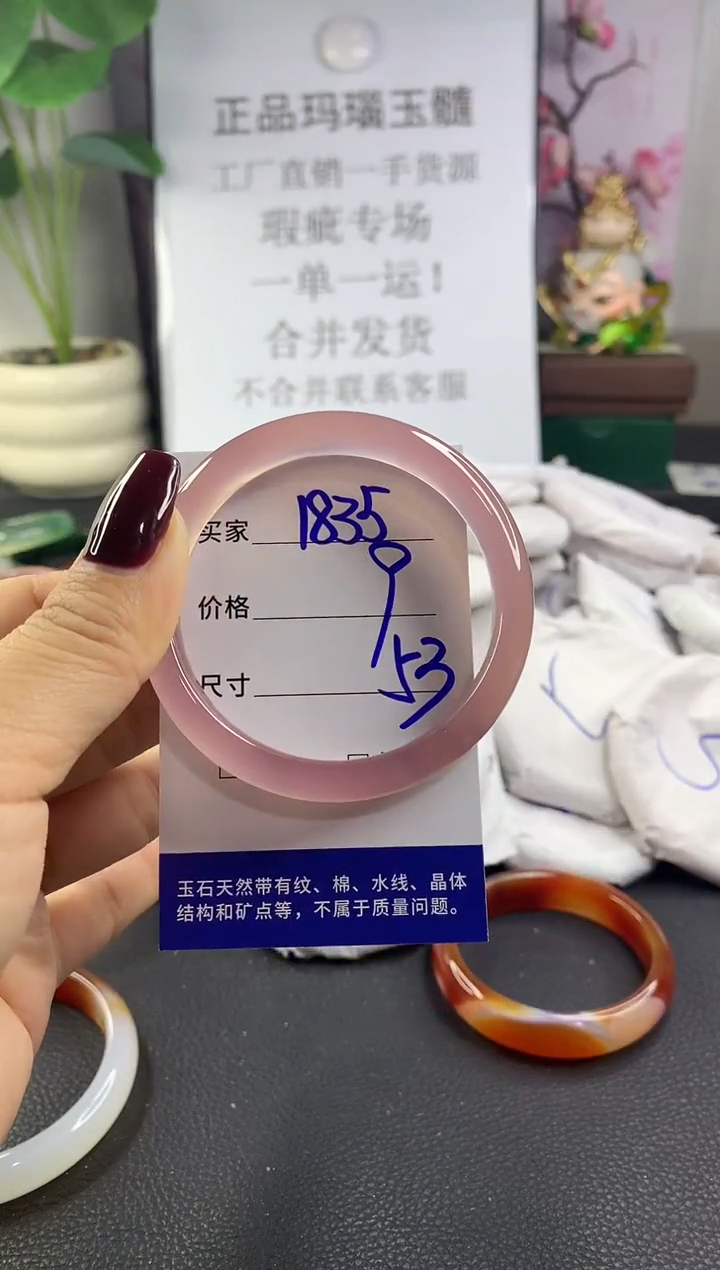 正品玛瑙玉髓
工厂直销一手货源
瑕疵专场
一单一运！
合并发货
不合并联系客服
买家 1835
价格 9
尺寸 53
玉石天然带有纹、棉、水线、晶体
结构和矿点等，不属于质量问题。